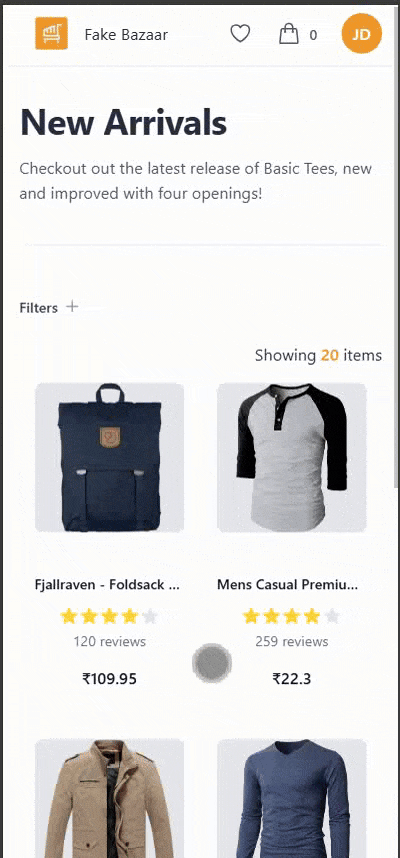 Fake Bazaar
0
JD
New Arrivals
Checkout out the latest release of Basic Tees, new
and improved with four openings!
Filters +
Showing 20 items
Fjallraven - Foldsack ...
Mens Casual Premiu...
120 reviews
259 reviews
₹109.95
₹22.3